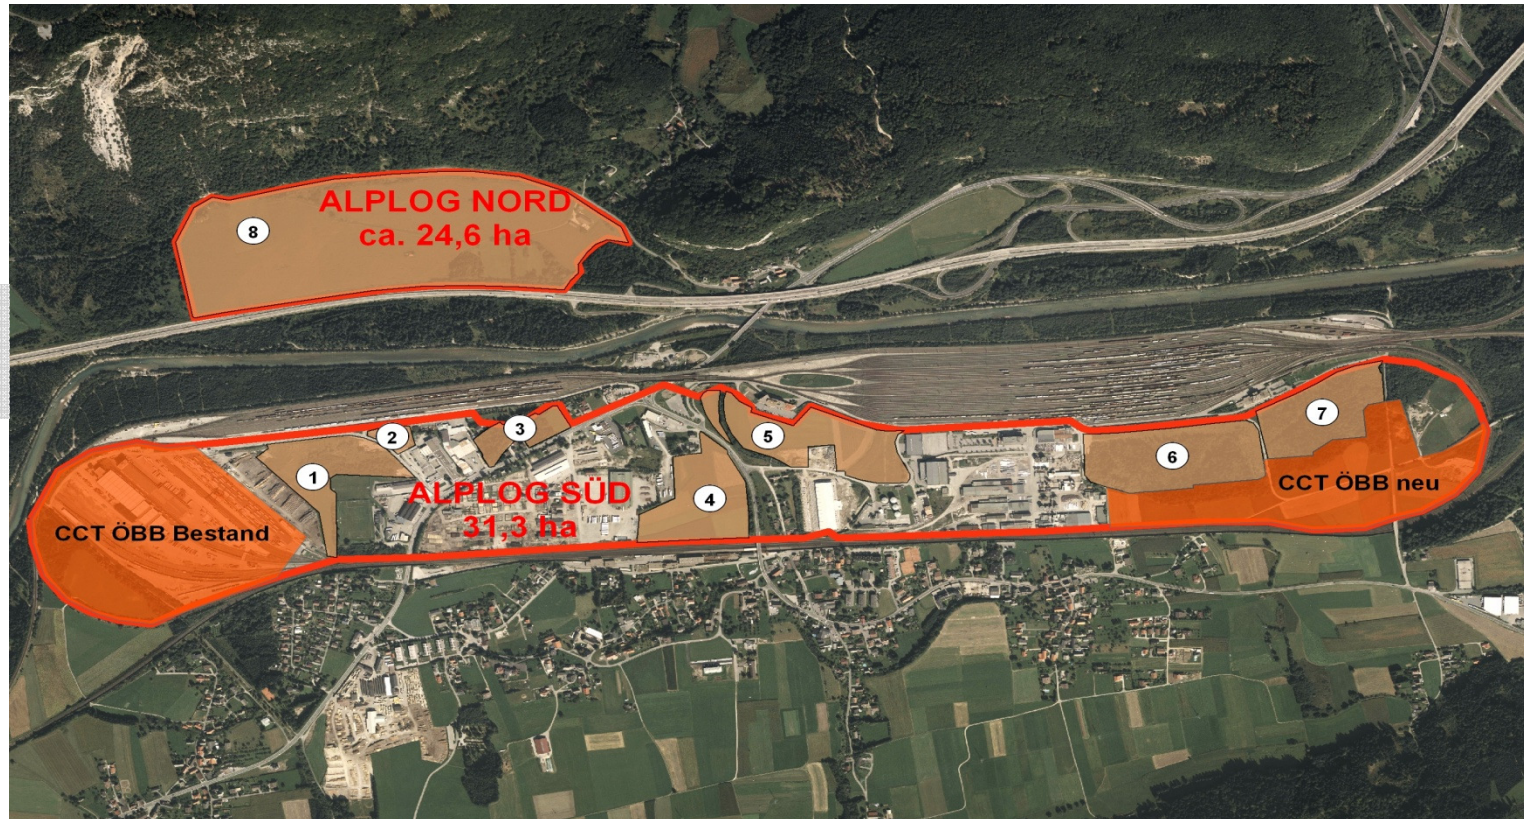 ALPLOG NORD
ca. 24,6 ha
8
7
3
2
5
6
1
CCT ÖBB neu
ALPLOG SÜD
31,3 ha
4
CCT ÖBB Bestand